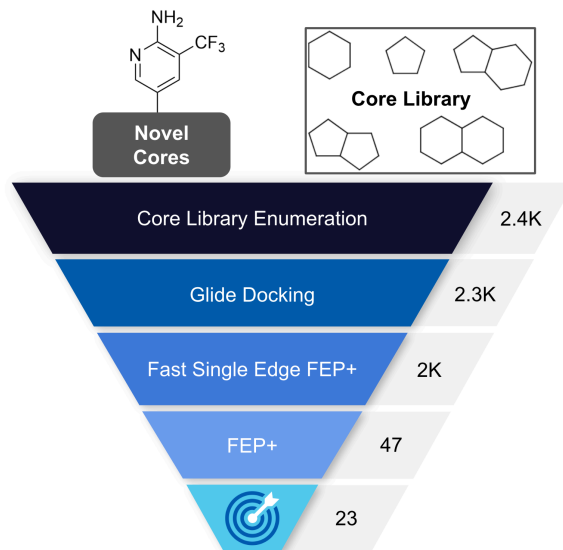 NH2
N
CF3
Novel
Cores
Core Library
Core Library Enumeration
2.4K
Glide Docking
2.3K
Fast Single Edge FEP+
2K
FEP+
47
23